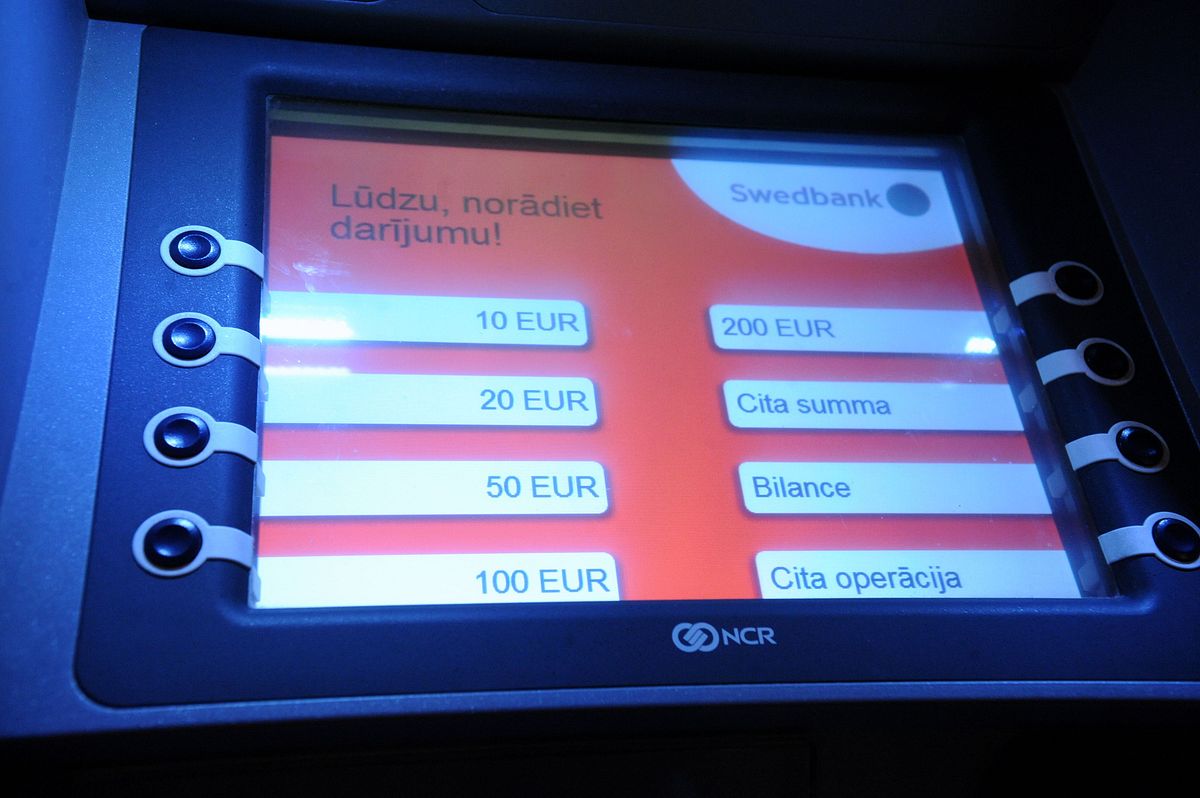 Lūdzu, norādiet
darījumu!
Swedbank
10 EUR
20 EUR
50 EUR
100 EUR
200 EUR
Cita summa
Bilance
Cita operācija
NCR